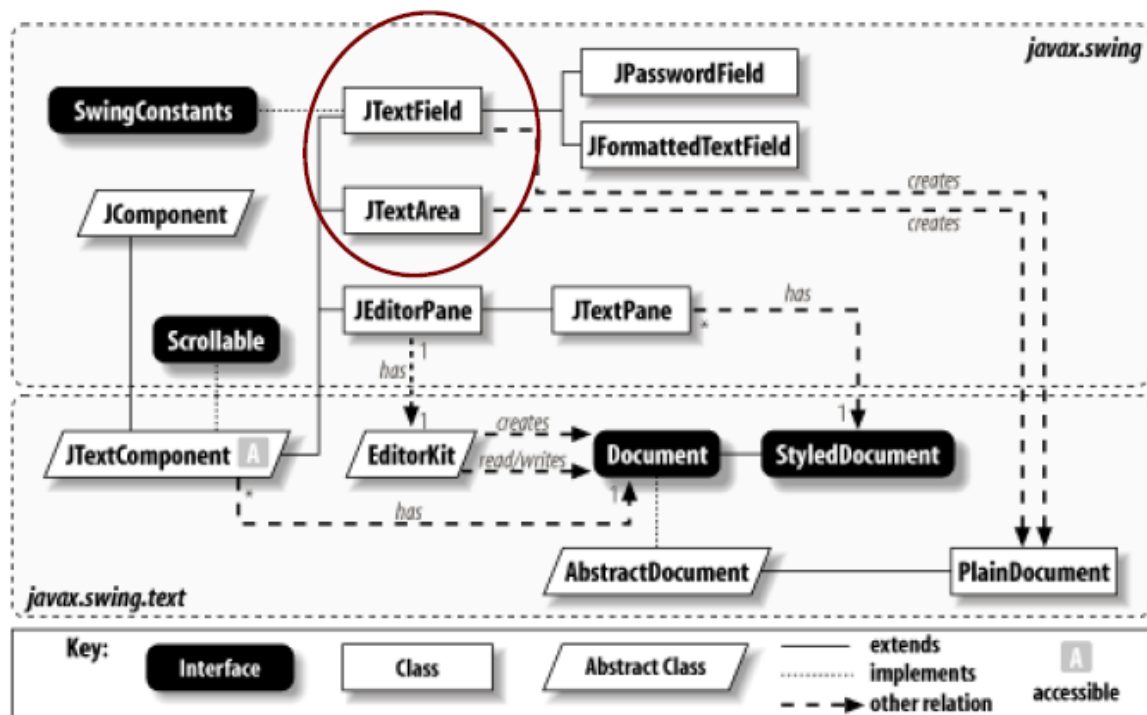 javax.swing
JPasswordField
SwingConstants
JTextField
JFormattedTextField
creates
JComponent
JTextArea
creates
has
JEditorPane
JTextPane
*
Scrollable
1
has
1
1
creates
JTextComponent A
EditorKit
Document
StyledDocument
read/writes
*
1
has
AbstractDocument
PlainDocument
javax.swing.text
Key:
Interface
Class
Abstract Class
extends
implements
other relation
A
accessible